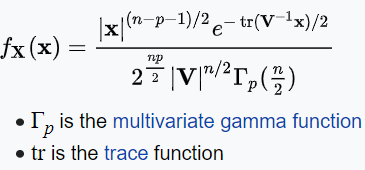 f_𝐗(𝐱) = |𝐱|^{(n−p−1)/2} e^{−tr(𝐕^{−1}𝐱)/2} / 2^{np/2} |𝐕|^{n/2} Γ_p(n/2)
• Γ_p is the multivariate gamma function
• tr is the trace function